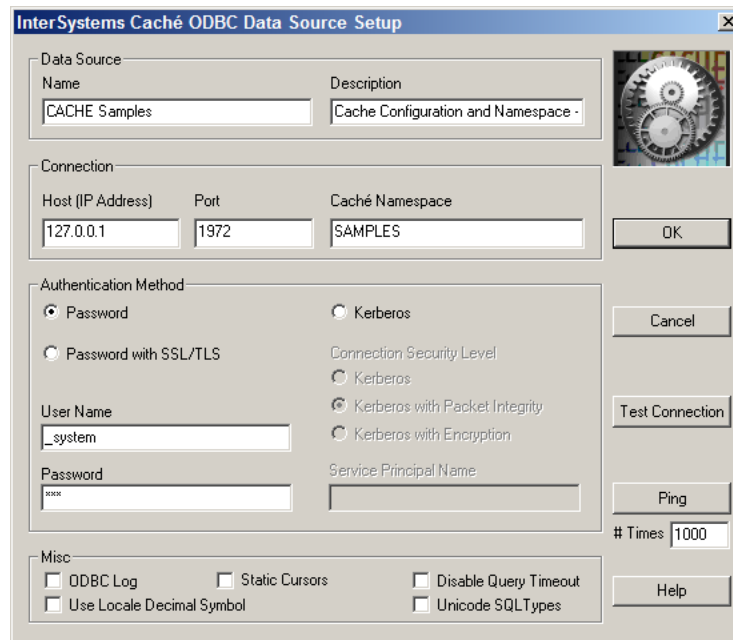 InterSystems Caché ODBC Data Source Setup
Data Source
Name Description
CACHE Samples Cache Configuration and Namespace -
Connection
Host (IP Address) Port Caché Namespace
127.0.0.1 1972 SAMPLES
OK
Authentication Method
Password Kerberos
Cancel
Password with SSL/TLS Connection Security Level
Kerberos
Kerberos with Packet Integrity
Test Connection
User Name
Kerberos with Encryption
_system
Password Service Principal Name
***
Ping
# Times 1000
Misc
ODBC Log Static Cursors Disable Query Timeout
Help
Use Locale Decimal Symbol Unicode SQLTypes